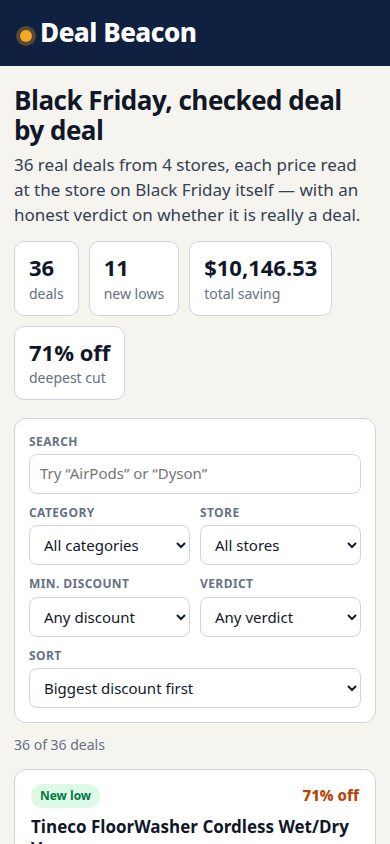 Deal Beacon
Black Friday, checked deal
by deal
36 real deals from 4 stores, each price read
at the store on Black Friday itself — with an
honest verdict on whether it is really a deal.
36
deals
11
new lows
$10,146.53
total saving
71% off
deepest cut
SEARCH
Try “AirPods” or “Dyson”
CATEGORY
STORE
All categories
All stores
MIN. DISCOUNT
VERDICT
Any discount
Any verdict
SORT
Biggest discount first
36 of 36 deals
New low
71% off
Tineco FloorWasher Cordless Wet/Dry